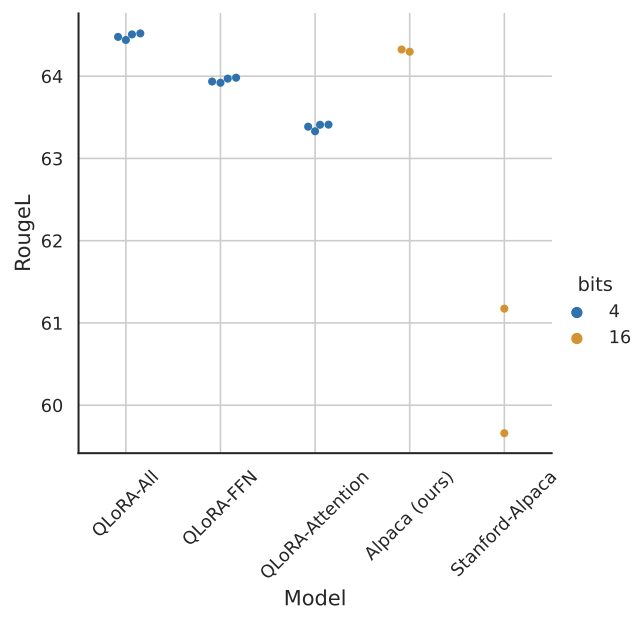 RougeL
64
63
62
61
60
bits
4
16
QLoRA-All
QLoRA-FFN
QLoRA-Attention
Alpaca (ours)
Stanford-Alpaca
Model